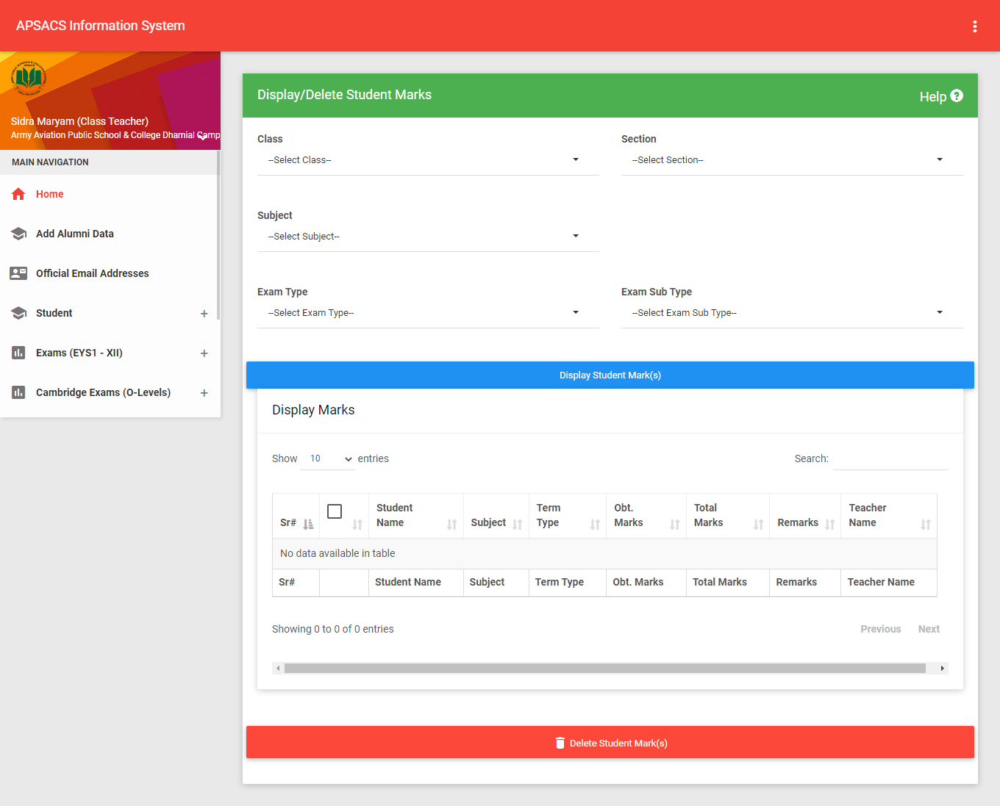 APSACS Information System
Sidra Maryam (Class Teacher)
Army Aviation Public School & College Dhamial Camp
MAIN NAVIGATION
Home
Add Alumni Data
Official Email Addresses
Student
Exams (EYS1 - XII)
Cambridge Exams (O-Levels)
Display/Delete Student Marks
Help
Class
Section
--Select Class--
--Select Section--
Subject
--Select Subject--
Exam Type
Exam Sub Type
--Select Exam Type--
--Select Exam Sub Type--
Display Student Mark(s)
Display Marks
Show 10 entries
Search:
Sr# Student Name Subject Term Type Obt. Marks Total Marks Remarks Teacher Name
No data available in table
Sr# Student Name Subject Term Type Obt. Marks Total Marks Remarks Teacher Name
Showing 0 to 0 of 0 entries
Previous Next
Delete Student Mark(s)